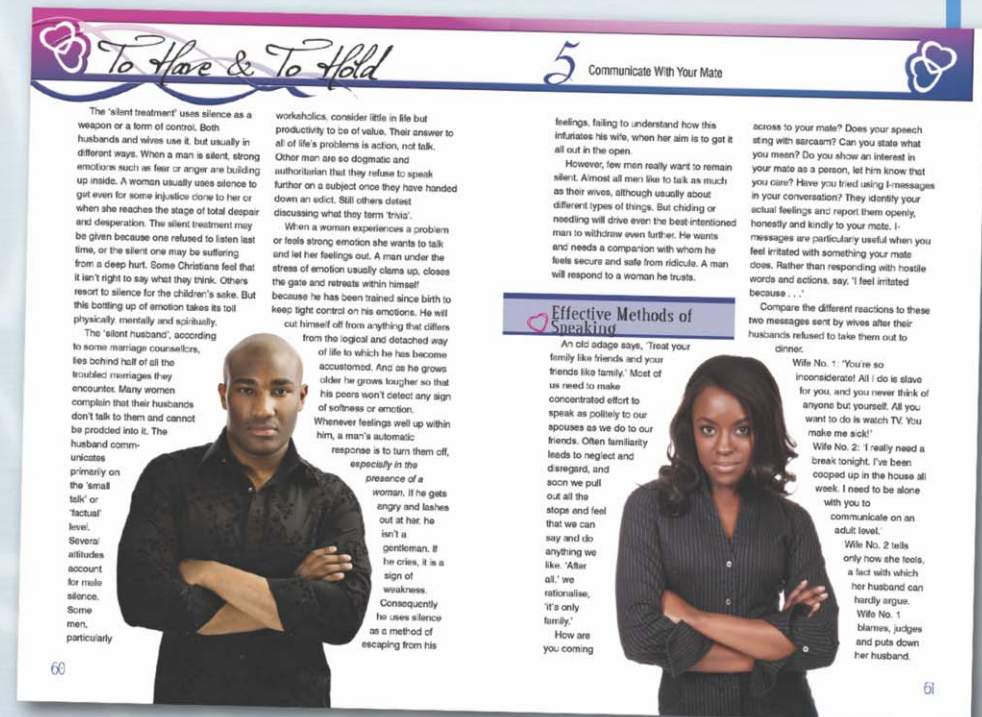 To Have & To Hold
The 'silent treatment' uses silence as a
weapon or a form of control. Both
husbands and wives use it, but usually in
different ways. When a man is silent, strong
emotions such as fear or anger are building
up inside. A woman usually uses silence to
get even for some injustice done to her or
when she reaches the stage of total despair
and desperation. The silent treatment may
be given because one refused to listen last
time, or the silent one may be suffering
from a deep hurt. Some Christians feel that
it isn't right to say what they think. Others
resort to silence for the children's sake. But
this bottling up of emotion takes its toll
physically, mentally and spiritually.
The 'silent husband', according
to some marriage counsellors,
lies behind half of all the
troubled marriages they
encounter. Many women
complain that their husbands
don't talk to them and cannot
be prodded into it. The
husband comm-
unicates
primarily on
the 'small
talk' or
'factual'
level.
Several
attitudes
account
for male
silence.
Some
men,
particularly
workaholics, consider little in life but
productivity to be of value. Their answer to
all of life's problems is action, not talk.
Other men are so dogmatic and
authoritarian that they refuse to speak
further on a subject once they have handed
down an edict. Still others detest
discussing what they term 'trivia'.
When a woman experiences a problem
or feels strong emotion she wants to talk
and let her feelings out. A man under the
stress of emotion usually clams up, closes
the gate and retreats within himself
because he has been trained since birth to
keep tight control on his emotions. He will
cut himself off from anything that differs
from the logical and detached way
of life to which he has become
accustomed. And as he grows
older he grows tougher so that
his peers won't detect any sign
of softness or emotion.
Whenever feelings well up within
him, a man's automatic
response is to turn them off,
especially in the
presence of a
woman. If he gets
angry and lashes
out at her, he
isn't a
gentleman. If
he cries, it is a
sign of
weakness.
Consequently
he uses silence
as a method of
escaping from his
60
5 Communicate With Your Mate
feelings, failing to understand how this
infuriates his wife, when her aim is to get it
all out in the open.
However, few men really want to remain
silent. Almost all men like to talk as much
as their wives, although usually about
different types of things. But chiding or
needling will drive even the best-intentioned
man to withdraw even further. He wants
and needs a companion with whom he
feels secure and safe from ridicule. A man
will respond to a woman he trusts.
Effective Methods of
Speaking
An old adage says, 'Treat your
family like friends and your
friends like family.' Most of
us need to make
concentrated effort to
speak as politely to our
spouses as we do to our
friends. Often familiarity
leads to neglect and
disregard, and
soon we pull
out all the
stops and feel
that we can
say and do
anything we
like. 'After
all,' we
rationalise,
'it's only
family.'
How are
you coming
across to your mate? Does your speech
sting with sarcasm? Can you state what
you mean? Do you show an interest in
your mate as a person, let him know that
you care? Have you tried using I-messages
in your conversation? They identify your
actual feelings and report them openly,
honestly and kindly to your mate. I-
messages are particularly useful when you
feel irritated with something your mate
does. Rather than responding with hostile
words and actions, say, 'I feel irritated
because . . .'
Compare the different reactions to these
two messages sent by wives after their
husbands refused to take them out to
dinner.
Wife No. 1: 'You're so
inconsiderate! All I do is slave
for you, and you never think of
anyone but yourself. All you
want to do is watch TV. You
make me sick!'
Wife No. 2: 'I really need a
break tonight. I've been
cooped up in the house all
week. I need to be alone
with you to
communicate on an
adult level.'
Wife No. 2 tells
only how she feels,
a fact with which
her husband can
hardly argue.
Wife No. 1
blames, judges
and puts down
her husband.
61